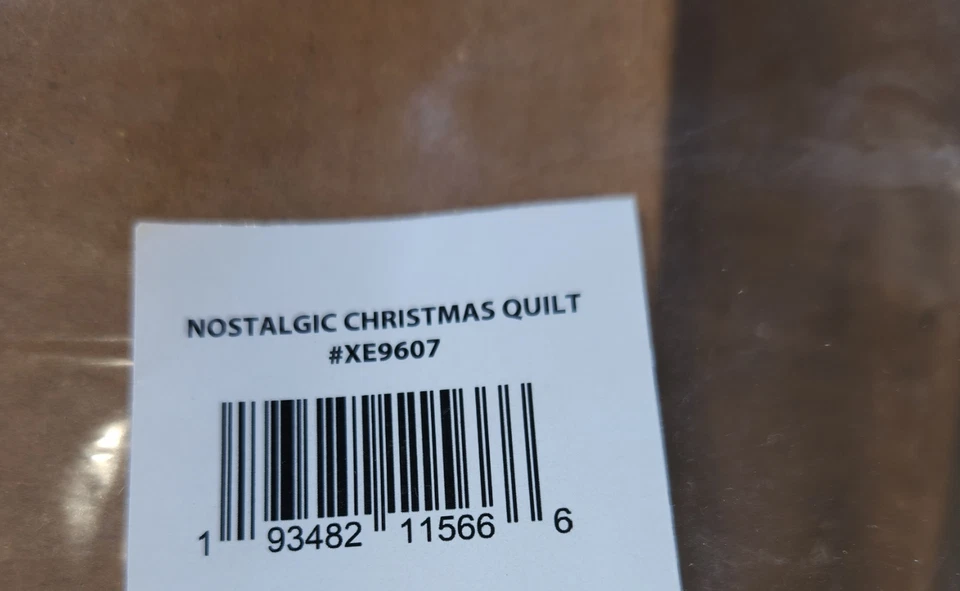 NOSTALGIC CHRISTMAS QUILT
#XE9607
1 93482 11566 6